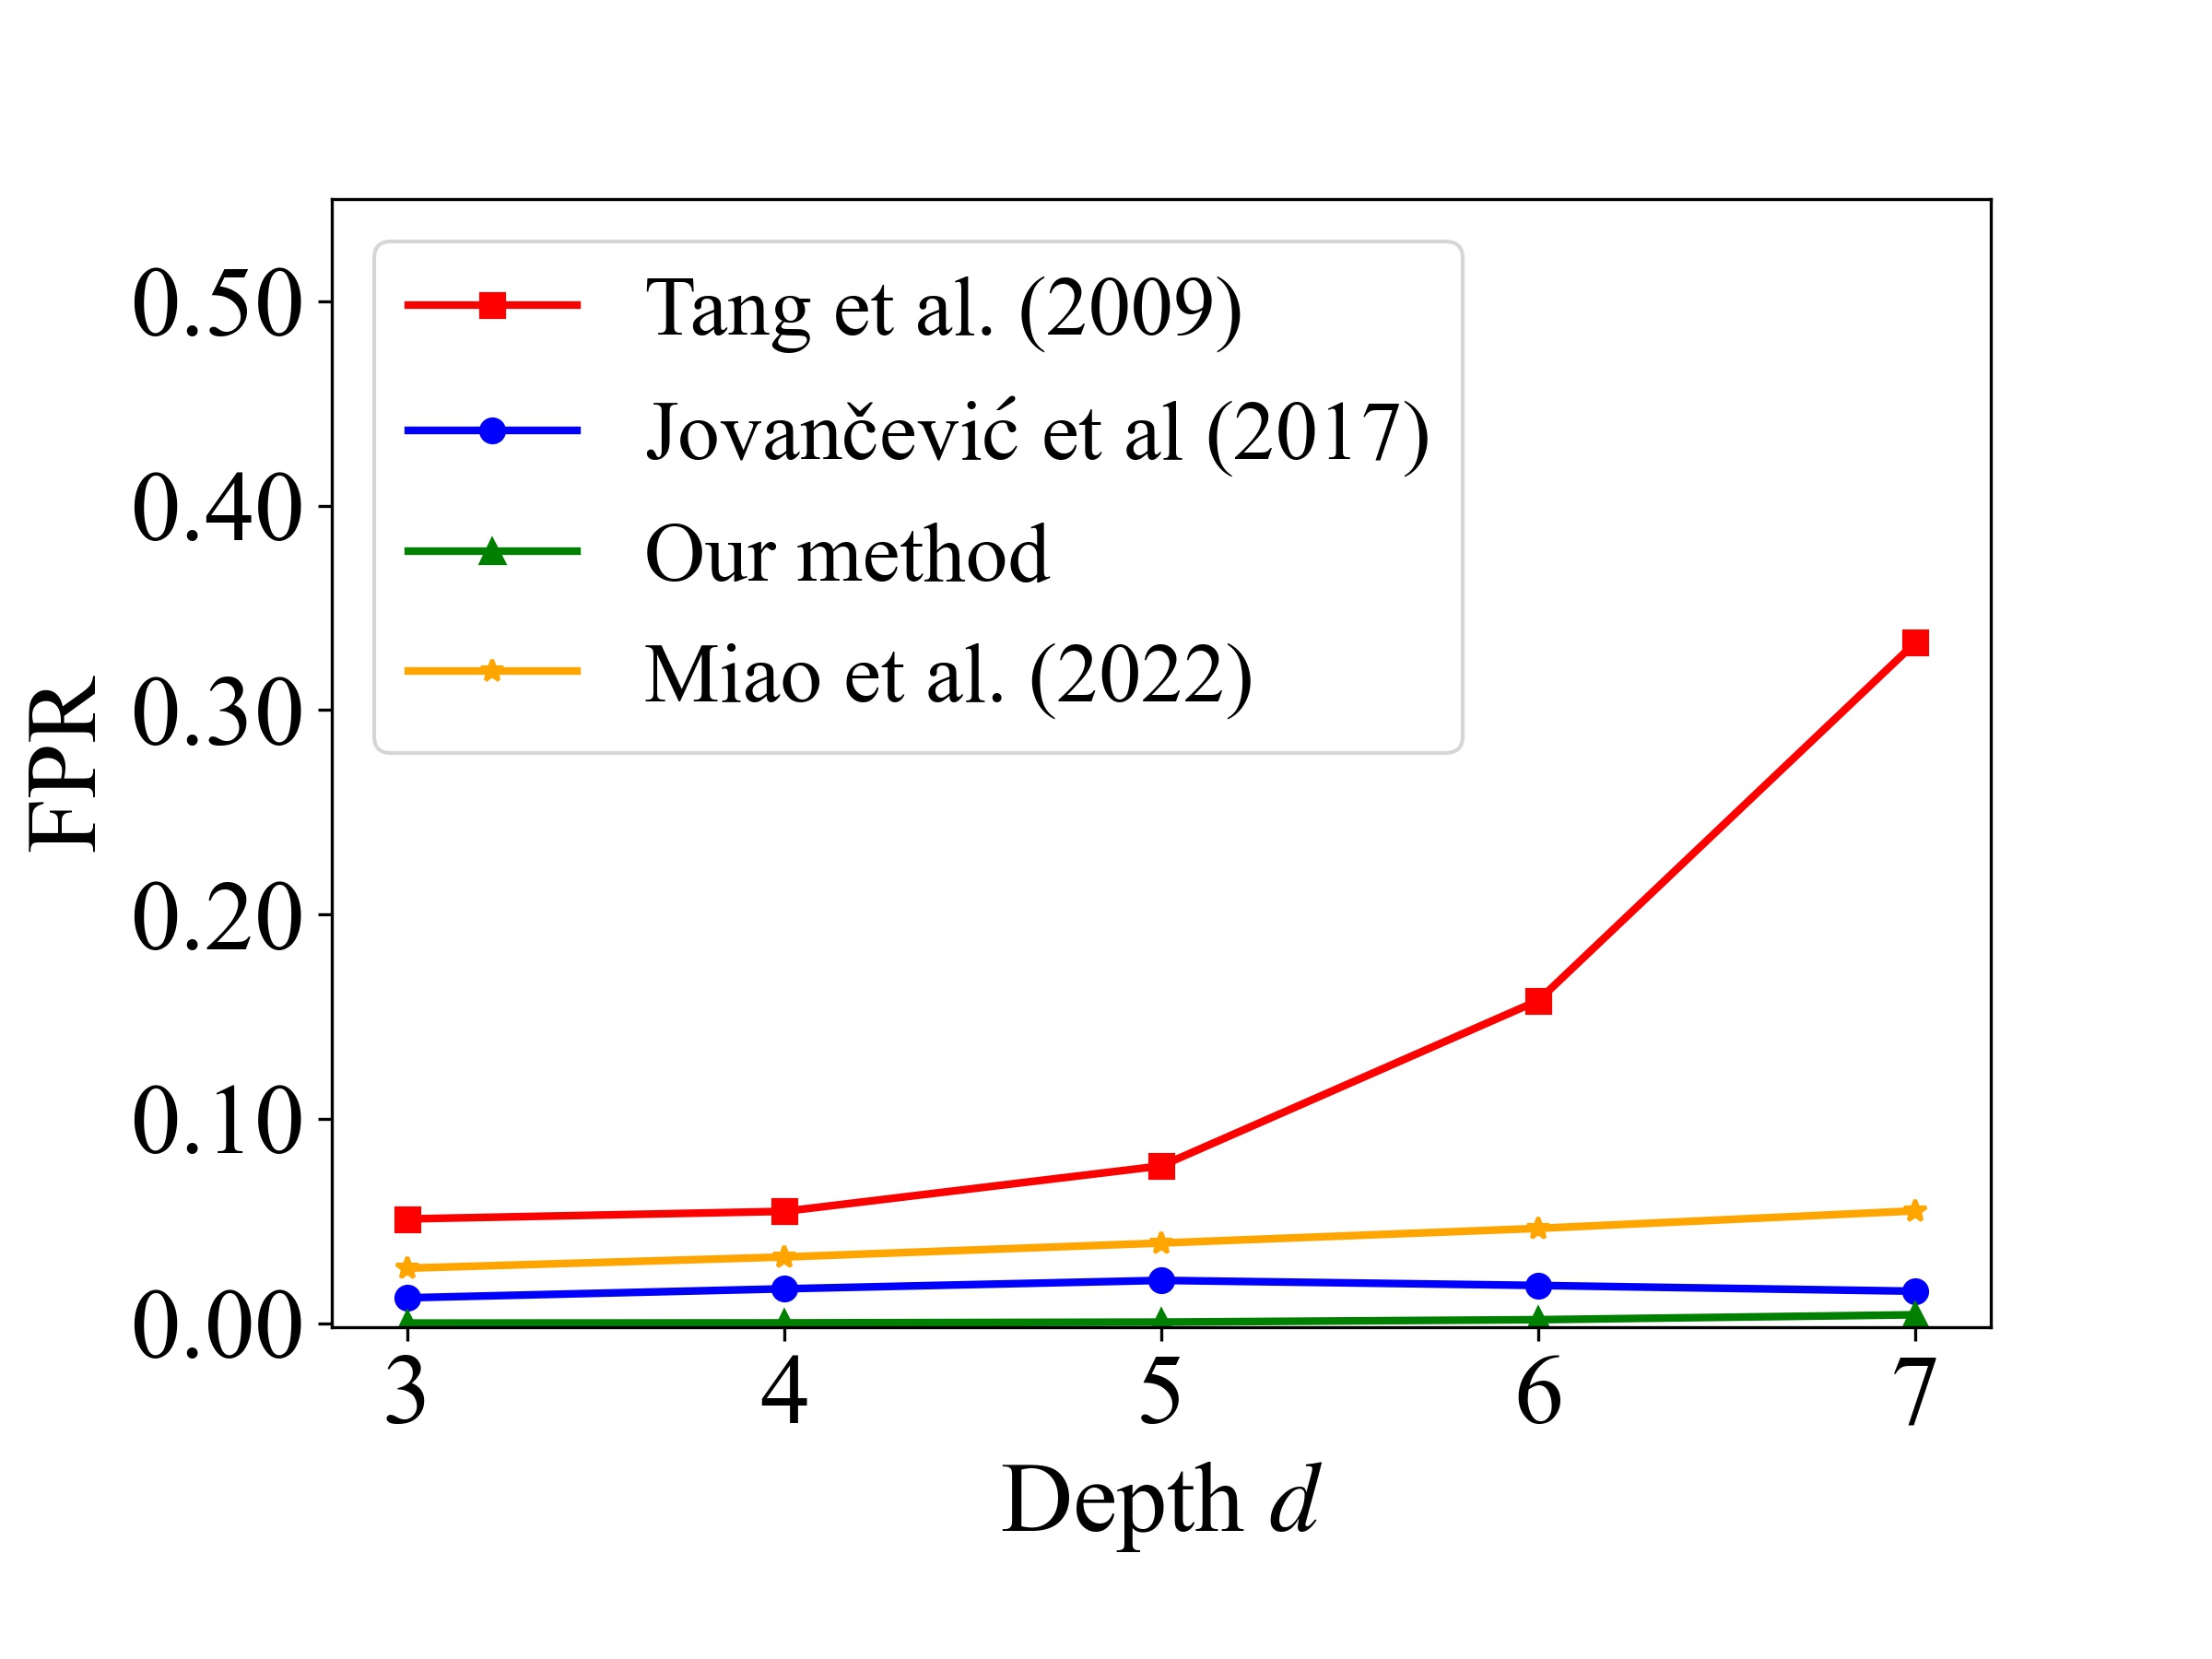 Tang et al. (2009)
Jovančević et al (2017)
Our method
Miao et al. (2022)
FPR
0.50
0.40
0.30
0.20
0.10
0.00
3 4 5 6 7
Depth d